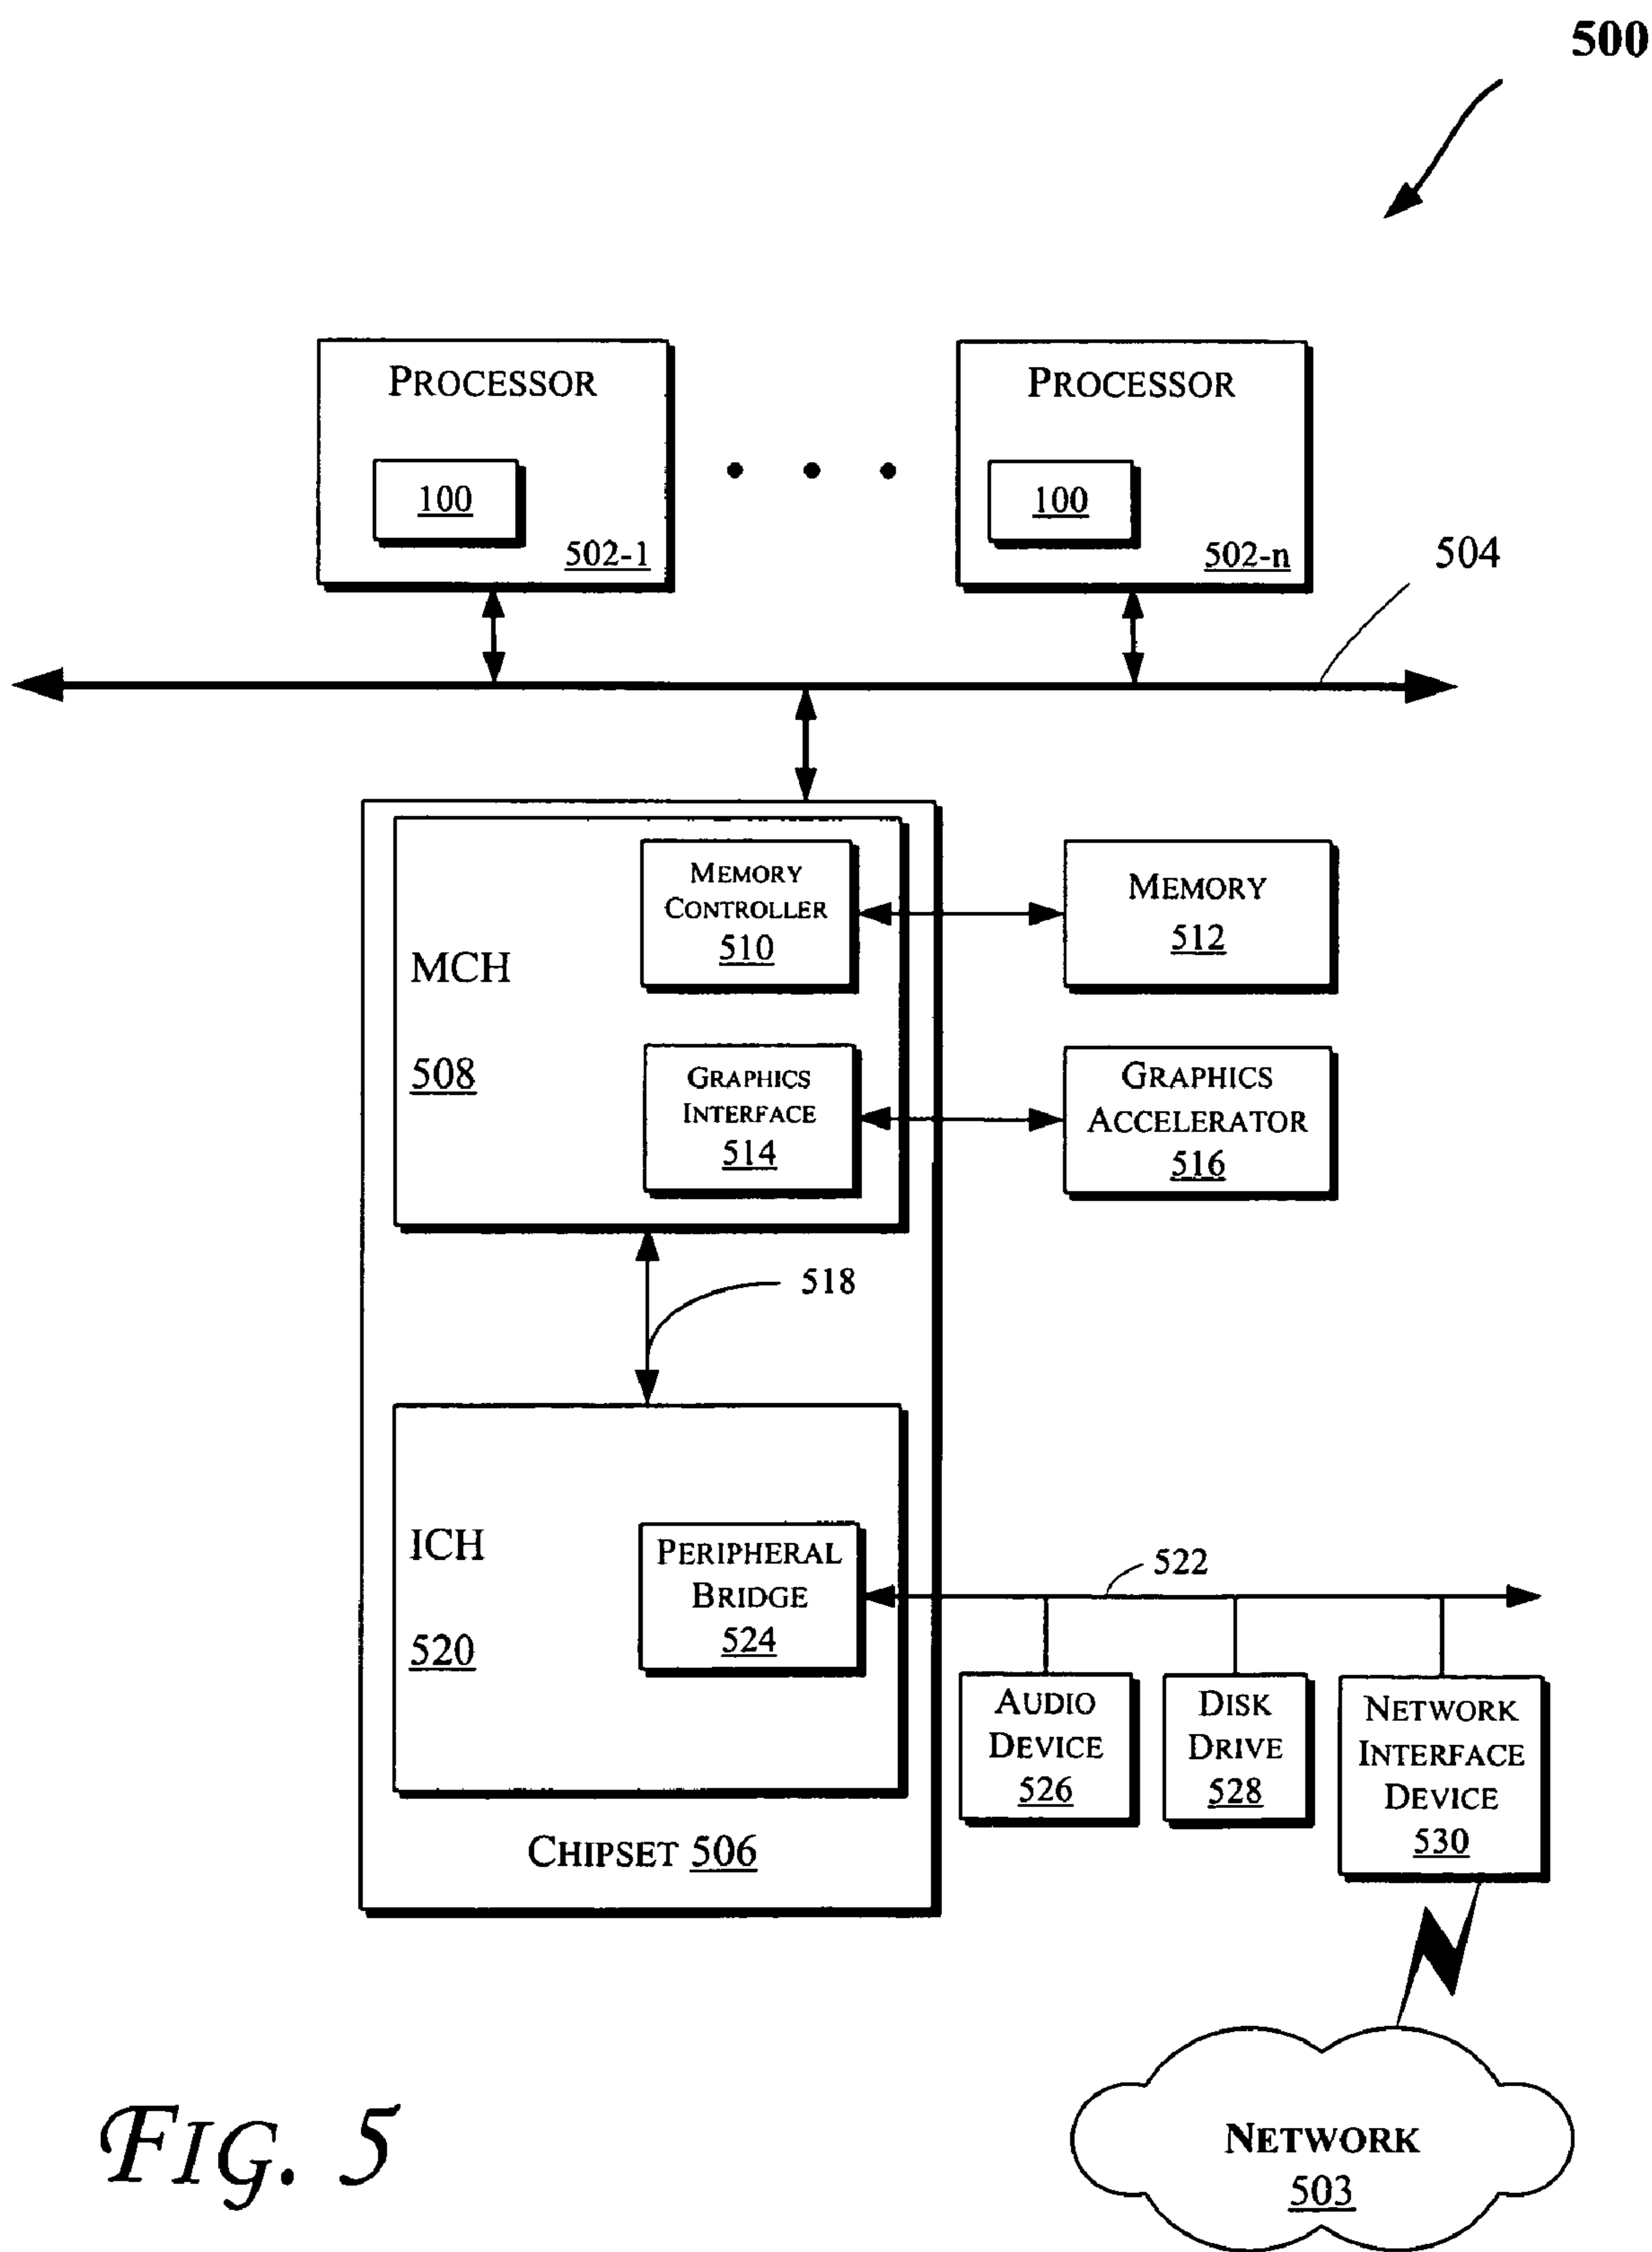 500
PROCESSOR
100
502-1
PROCESSOR
100
502-n
504
MEMORY
CONTROLLER
510
MCH
508
MEMORY
512
GRAPHICS
INTERFACE
514
GRAPHICS
ACCELERATOR
516
518
ICH
520
PERIPHERAL
BRIDGE
524
522
AUDIO
DEVICE
526
DISK
DRIVE
528
NETWORK
INTERFACE
DEVICE
530
CHIPSET 506
NETWORK
503
FIG. 5